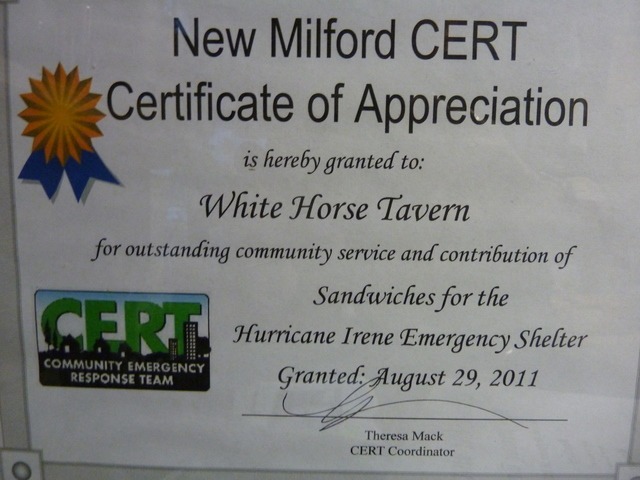 New Milford CERT
Certificate of Appreciation
is hereby granted to:
White Horse Tavern
for outstanding community service and contribution of
Sandwiches for the
Hurricane Irene Emergency Shelter
Granted: August 29, 2011
CERT
COMMUNITY EMERGENCY
RESPONSE TEAM
Theresa Mack
CERT Coordinator